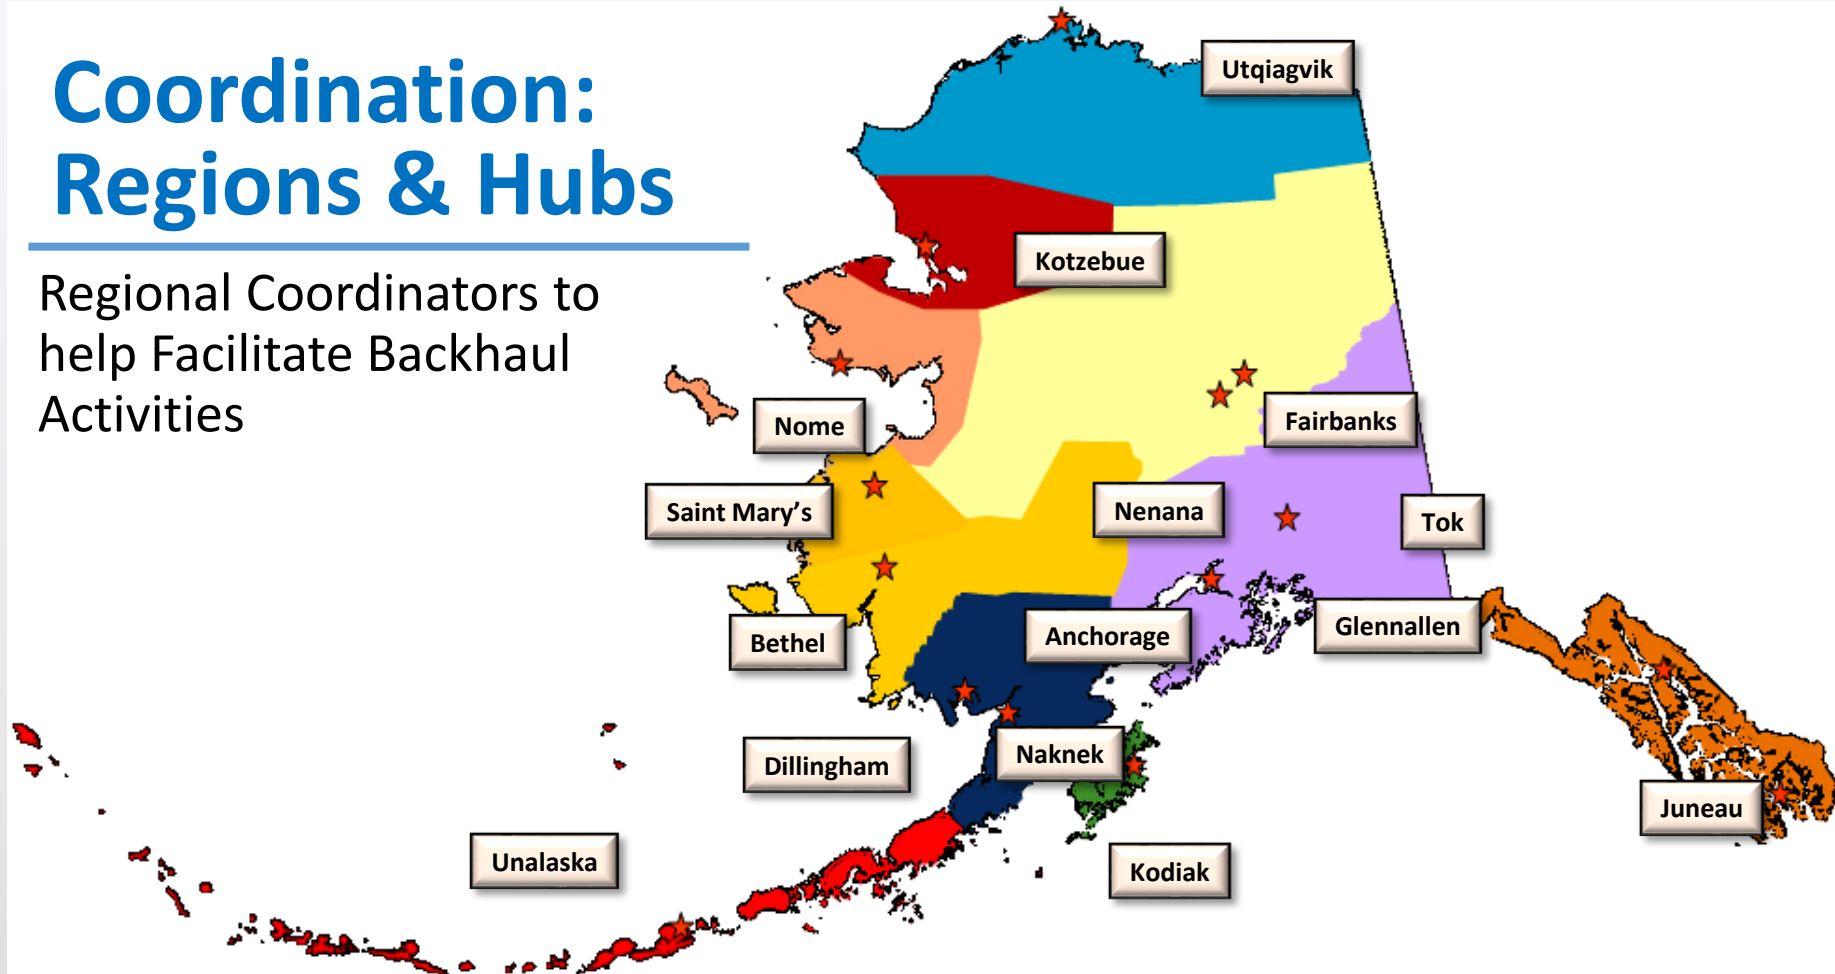 Coordination:
Regions & Hubs
Regional Coordinators to
help Facilitate Backhaul
Activities
Utqiagvik
Kotzebue
Nome
Fairbanks
Saint Mary’s
Nenana
Tok
Bethel
Anchorage
Glennallen
Dillingham
Naknek
Juneau
Unalaska
Kodiak